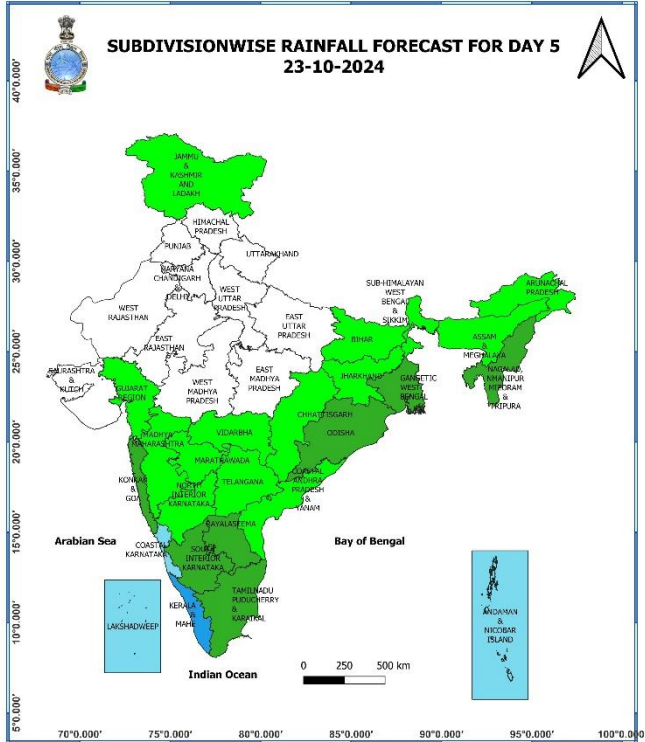 SUBDIVISIONWISE RAINFALL FORECAST FOR DAY 5
23-10-2024
40°0.000'
35°0.000'
30°0.000'
25°0.000'
20°0.000'
15°0.000'
10°0.000'
5°0.000'
JAMMU
&
KASHMIR
AND
LADAKH
HIMACHAL
PRADESH
PUNJAB
UTTARAKHAND
HARYANA
CHANDIGARH
&
DELHI
WEST
UTTAR
PRADESH
WEST
RAJASTHAN
EAST
RAJASTHAN
EAST
UTTAR
PRADESH
SUB-HIMALAYAN
WEST
BENGAL
&
SIKKIM
ARUNACHAL
PRADESH
BIHAR
ASSAM
&
MEGHALAYA
SAURASHTRA
&
KUTCH
GUJARAT
REGION
WEST
MADHYA
PRADESH
EAST
MADHYA
PRADESH
JHARKHAND
GANGETIC
WEST
BENGAL
MANIPUR
MIZORAM
&
TRIPURA
CHHATTISGARH
ODISHA
MADHYA
MAHARASHTRA
VIDARBHA
MARATHWADA
TELANGANA
KONKAN
&
GOA
NORTH
INTERIOR
KARNATAKA
COASTAL
ANDHRA
PRADESH
&
YANAM
RAYALASEEMA
Arabian Sea
Bay of Bengal
COASTAL
KARNATAKA
SOUTH
INTERIOR
KARNATAKA
TAMILNADU
PUDUCHERRY
&
KARAIKAL
KERALA
&
MAHE
LAKSHADWEEP
ANDAMAN
&
NICOBAR
ISLAND
Indian Ocean
0 250 500 km
70°0.000' 75°0.000' 80°0.000' 85°0.000' 90°0.000' 95°0.000' 100°0.000'